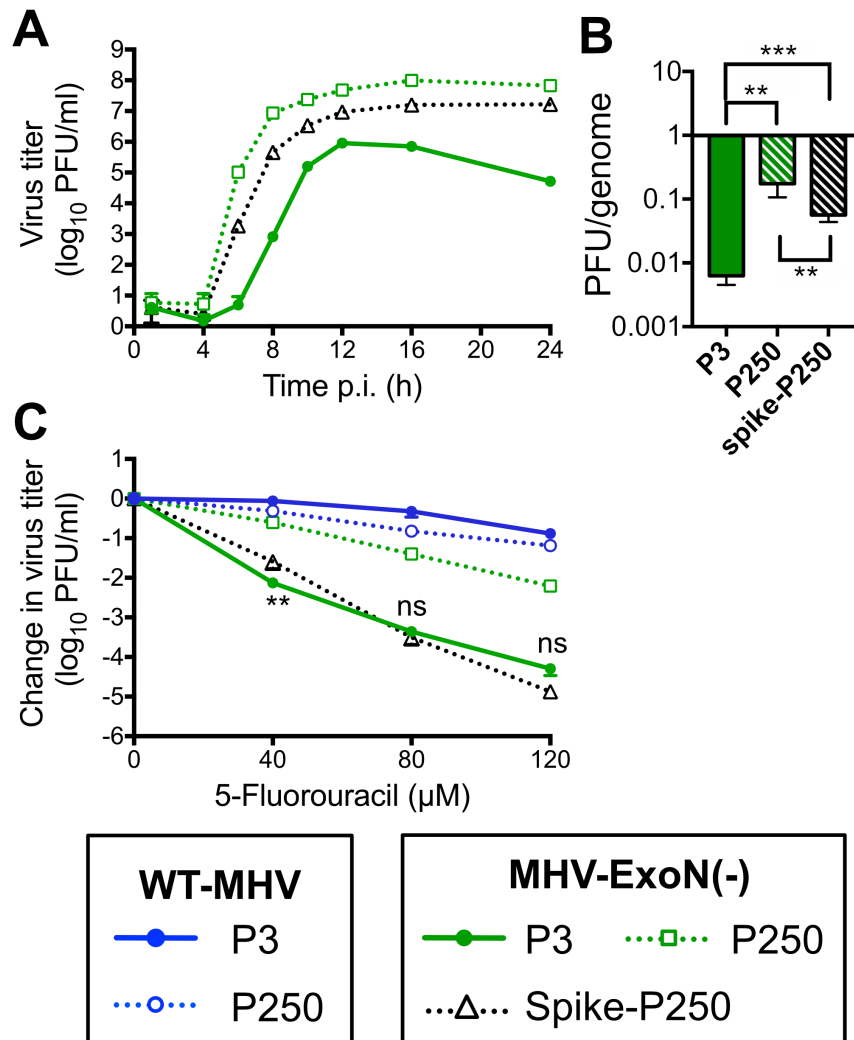 A
Virus titer
(log10 PFU/ml)
9
8
7
6
5
4
3
2
1
0
0 4 8 12 16 20 24
Time p.i. (h)
B
***
**
**
PFU/genome
10
1
0.1
0.01
0.001
P3
P250
spike-P250
C
Change in virus titer
(log10 PFU/ml)
1
0
-1
-2
-3
-4
-5
-6
**
ns
ns
0 40 80 120
5-Fluorouracil (µM)
WT-MHV
P3
P250
MHV-ExoN(-)
P3 P250
Spike-P250